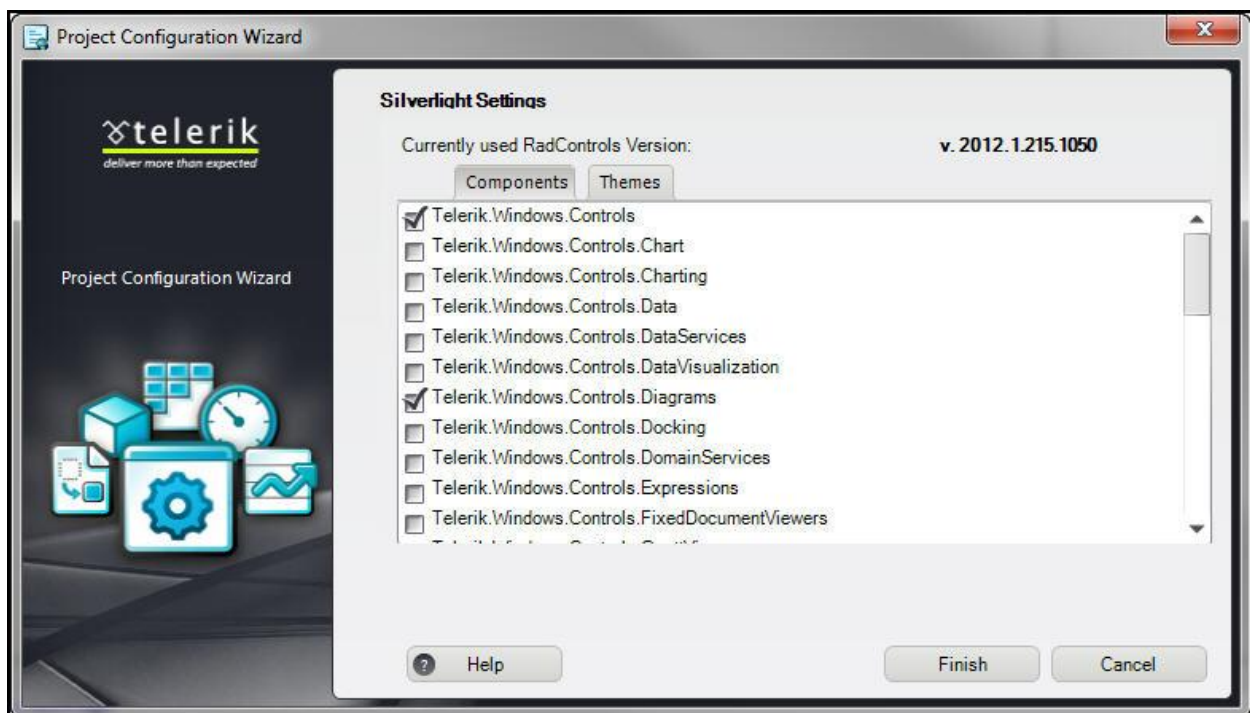 Project Configuration Wizard
telerik
deliver more than expected
Project Configuration Wizard
Silverlight Settings
Currently used RadControls Version: v. 2012.1.215.1050
Components Themes
Telerik.Windows.Controls
Telerik.Windows.Controls.Chart
Telerik.Windows.Controls.Charting
Telerik.Windows.Controls.Data
Telerik.Windows.Controls.DataServices
Telerik.Windows.Controls.DataVisualization
Telerik.Windows.Controls.Diagrams
Telerik.Windows.Controls.Docking
Telerik.Windows.Controls.DomainServices
Telerik.Windows.Controls.Expressions
Telerik.Windows.Controls.FixedDocumentViewers
? Help Finish Cancel